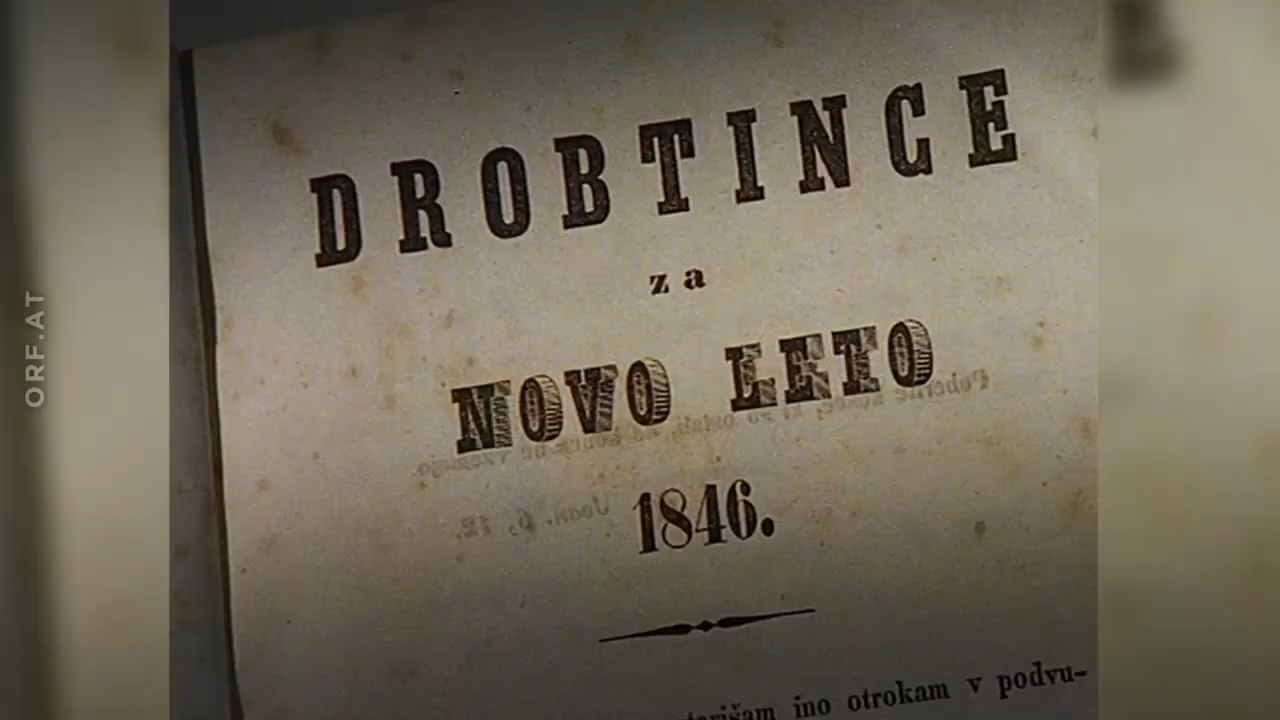 DROBTINCE
za
NOVO LETO
1846.
ino otrokam v podvu-
ORF.AT